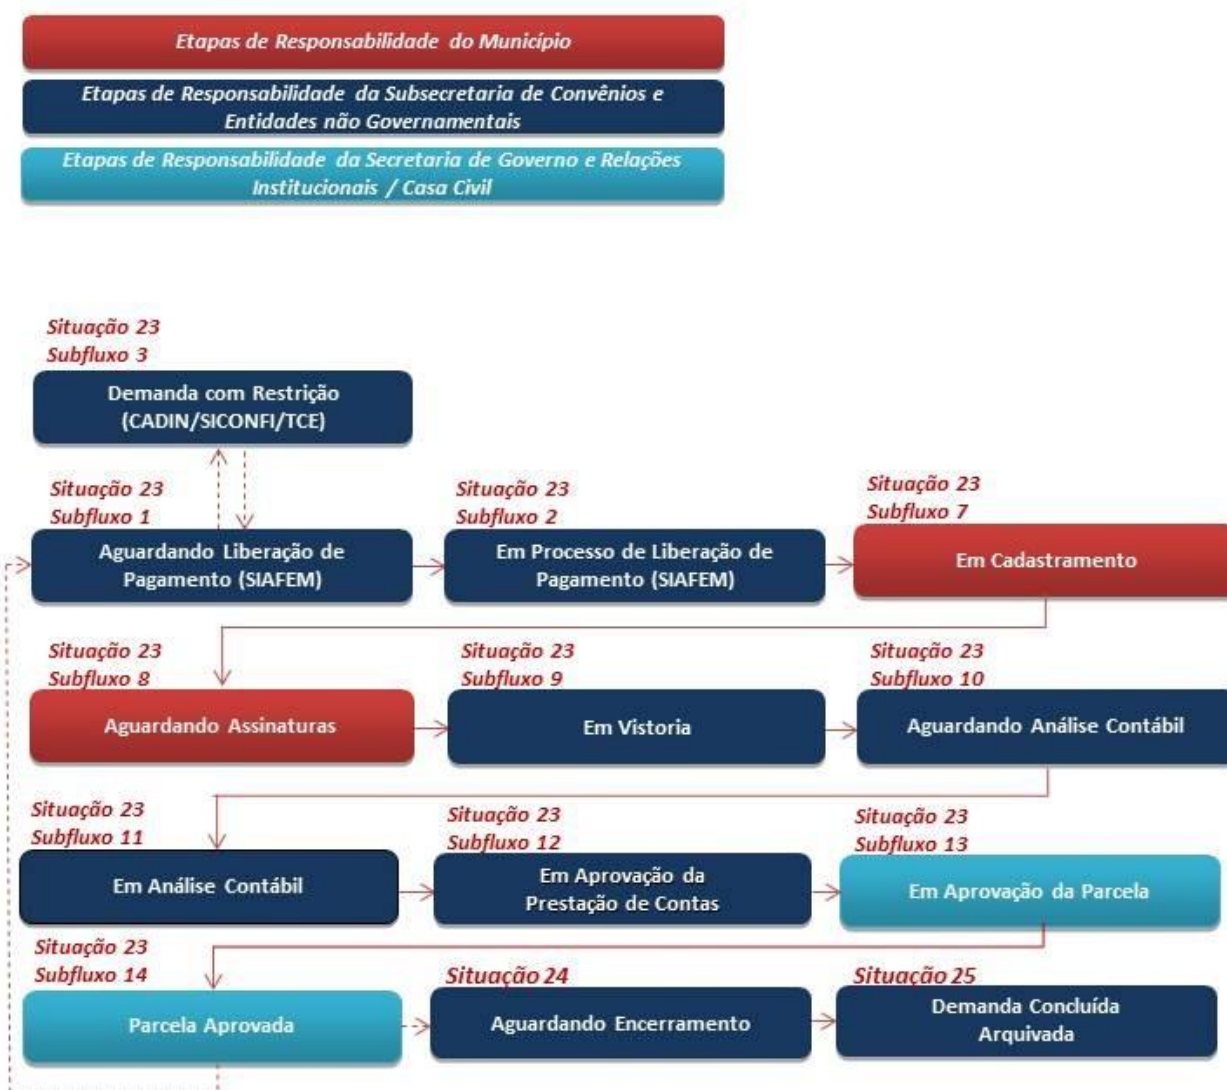 Etapas de Responsabilidade do Município
Etapas de Responsabilidade da Subsecretaria de Convênios e
Entidades não Governamentais
Etapas de Responsabilidade da Secretaria de Governo e Relações
Institucionais / Casa Civil
Situação 23
Subfluxo 3
Demanda com Restrição
(CADIN/SICONFI/TCE)
Situação 23
Subfluxo 1
Aguardando Liberação de
Pagamento (SIAFEM)
Situação 23
Subfluxo 2
Em Processo de Liberação de
Pagamento (SIAFEM)
Situação 23
Subfluxo 7
Em Cadastramento
Situação 23
Subfluxo 8
Aguardando Assinaturas
Situação 23
Subfluxo 9
Em Vistoria
Situação 23
Subfluxo 10
Aguardando Análise Contábil
Situação 23
Subfluxo 11
Em Análise Contábil
Situação 23
Subfluxo 12
Em Aprovação da
Prestação de Contas
Situação 23
Subfluxo 13
Em Aprovação da Parcela
Situação 23
Subfluxo 14
Parcela Aprovada
Situação 24
Aguardando Encerramento
Situação 25
Demanda Concluída
Arquivada